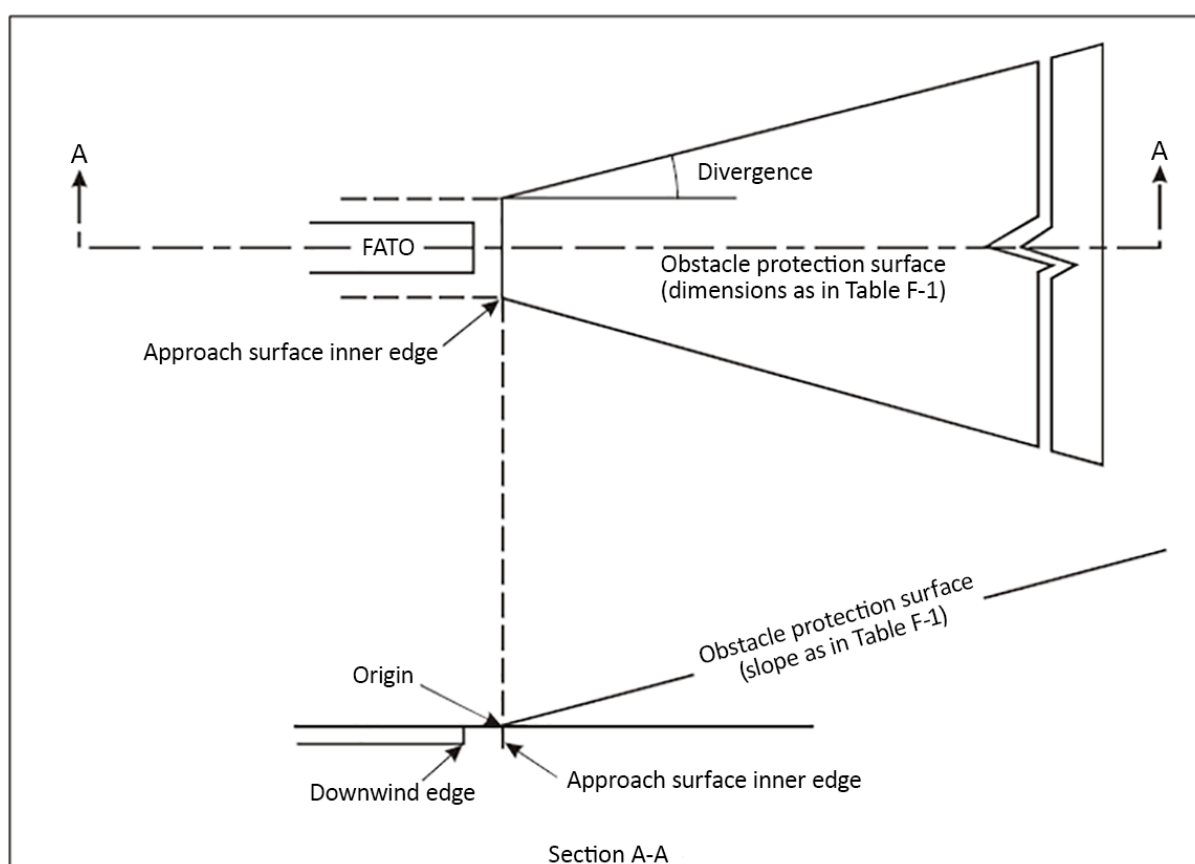 A
A
Divergence
FATO
Obstacle protection surface
(dimensions as in Table F-1)
Approach surface inner edge
Obstacle protection surface
(slope as in Table F-1)
Origin
Downwind edge
Approach surface inner edge
Section A-A